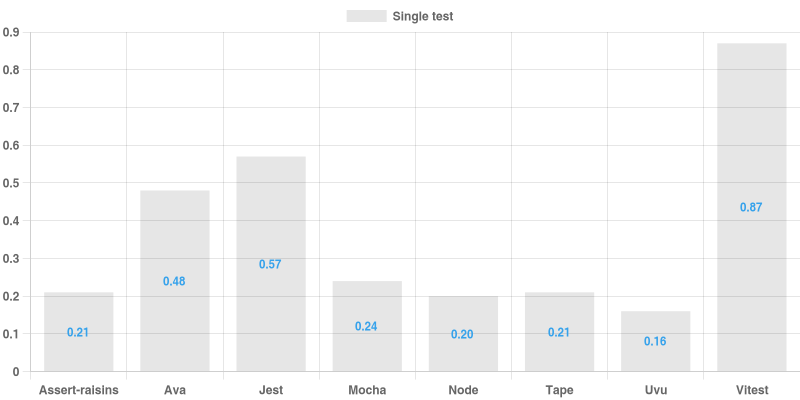 Single test
0.9
0.8
0.7
0.6
0.5
0.4
0.3
0.2
0.1
0
0.21
0.48
0.57
0.24
0.20
0.21
0.16
0.87
Assert-raisins
Ava
Jest
Mocha
Node
Tape
Uvu
Vitest